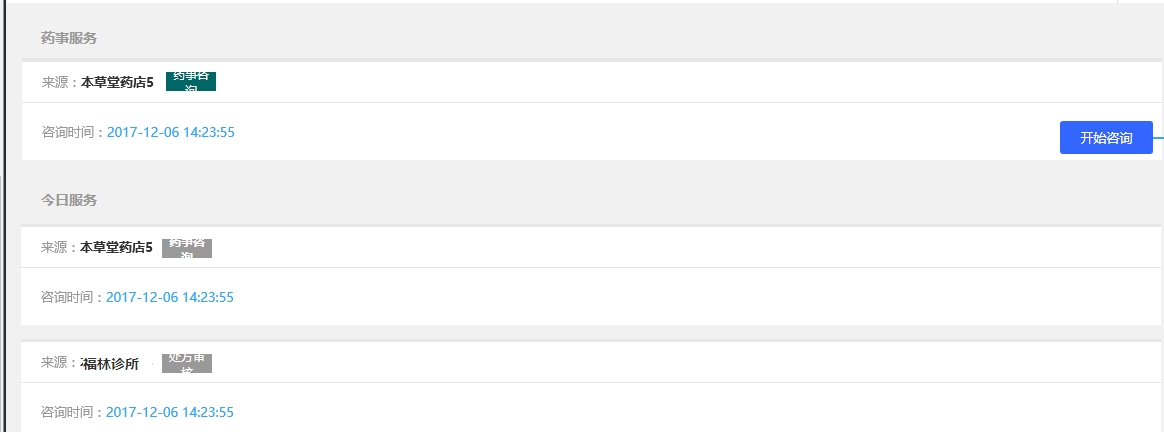 药事服务
来源：本草堂药店5 药事咨询
咨询时间：2017-12-06 14:23:55
开始咨询
今日服务
来源：本草堂药店5 药事咨询
咨询时间：2017-12-06 14:23:55
来源：福林诊所 处方审核
咨询时间：2017-12-06 14:23:55